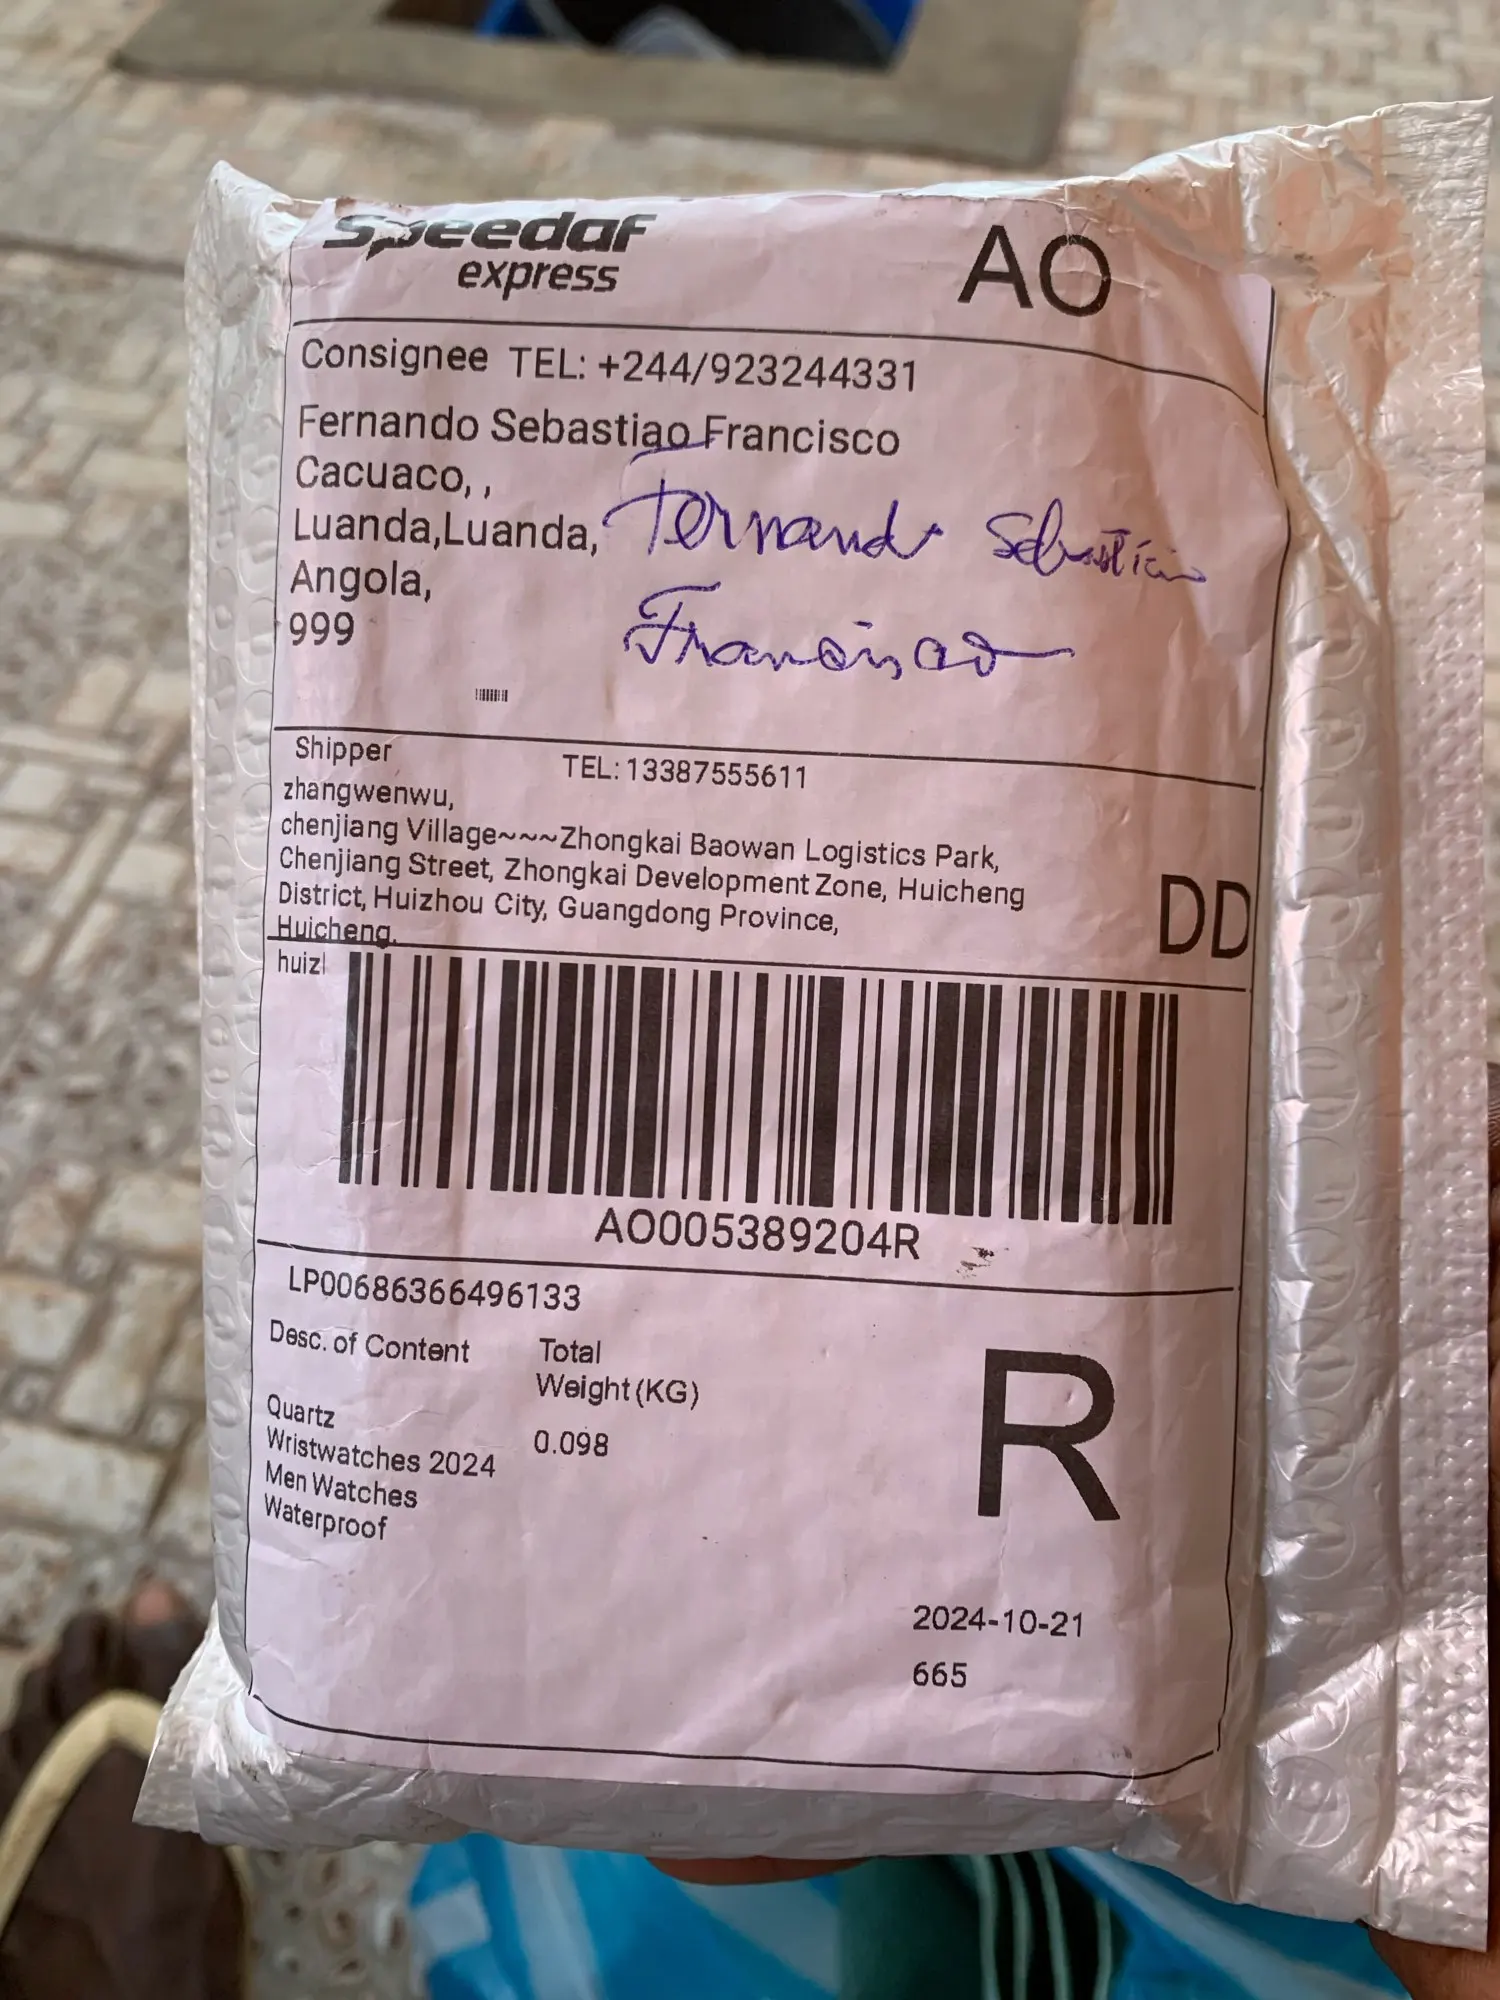 Speedaf
express
AO
Consignee TEL: +244/923244331
Fernando Sebastiao Francisco
Cacuaco, ,
Luanda,Luanda,
Angola,
999
Fernando Sebastião
Francisco
Shipper TEL: 13387555611
zhangwenwu,
chenjiang Village~~~Zhongkai Baowan Logistics Park,
Chenjiang Street, Zhongkai Development Zone, Huicheng
District, Huizhou City, Guangdong Province,
Huicheng,
DD
AO005389204R
LP00686366496133
Desc. of Content Total
Weight(KG)
Quartz
Wristwatches 2024 0.098
Men Watches
Waterproof
R
2024-10-21
665